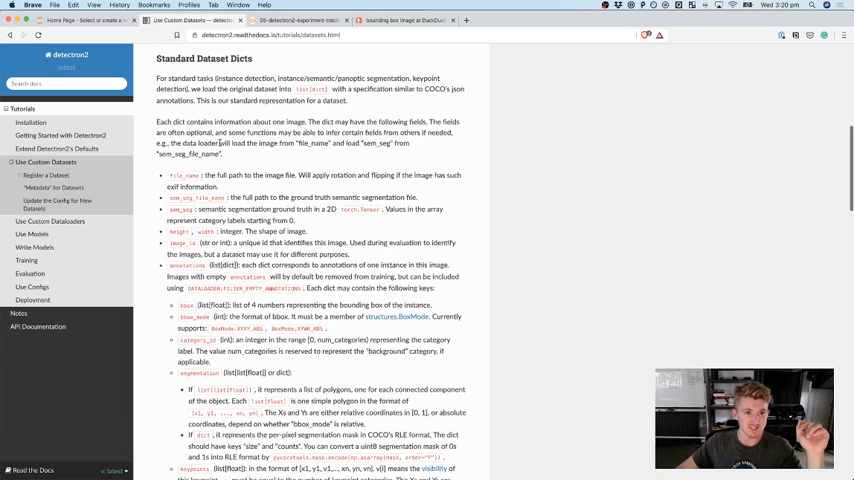 Brave File Edit View History Bookmarks Profiles Tab Window Help
Wed 3:20 pm
Home Page - Select or create a
Use Custom Datasets — detectron
05-detectron2-experiment-track
bounding box image at DuckDuck
detectron2.readthedocs.io/tutorials/datasets.html
detectron2
latest
Search docs
Tutorials
Installation
Getting Started with Detectron2
Extend Detectron2's Defaults
Use Custom Datasets
Register a Dataset
"Metadata" for Datasets
Update the Config for New
Datasets
Use Custom Dataloaders
Use Models
Write Models
Training
Evaluation
Use Configs
Deployment
Notes
API Documentation
Read the Docs
v: latest
Standard Dataset Dicts
For standard tasks (instance detection, instance/semantic/panoptic segmentation, keypoint
detection), we load the original dataset into list[dict] with a specification similar to COCO's json
annotations. This is our standard representation for a dataset.
Each dict contains information about one image. The dict may have the following fields. The fields
are often optional, and some functions may be able to infer certain fields from others if needed,
e.g., the data loader will load the image from "file_name" and load "sem_seg" from
"sem_seg_file_name".
file_name: the full path to the image file. Will apply rotation and flipping if the image has such
exif information.
sem_seg_file_name: the full path to the ground truth semantic segmentation file.
sem_seg: semantic segmentation ground truth in a 2D torch.Tensor. Values in the array
represent category labels starting from 0.
height, width: integer. The shape of image.
image_id (str or int): a unique id that identifies this image. Used during evaluation to identify
the images, but a dataset may use it for different purposes.
annotations (list[dict]): each dict corresponds to annotations of one instance in this image.
Images with empty annotations will by default be removed from training, but can be included
using DATALOADER.FILTER_EMPTY_ANNOTATIONS. Each dict may contain the following keys:
bbox (list[float]): list of 4 numbers representing the bounding box of the instance.
bbox_mode (int): the format of bbox. It must be a member of structures.BoxMode. Currently
supports: BoxMode.XYXY_ABS, BoxMode.XYWH_ABS.
category_id (int): an integer in the range [0, num_categories) representing the category
label. The value num_categories is reserved to represent the "background" category, if
applicable.
segmentation (list[list[float]] or dict):
If list[list[float]], it represents a list of polygons, one for each connected component
of the object. Each list[float] is one simple polygon in the format of
[x1, y1, ..., xn, yn]. The Xs and Ys are either relative coordinates in [0, 1], or absolute
coordinates, depend on whether "bbox_mode" is relative.
If dict, it represents the per-pixel segmentation mask in COCO's RLE format. The dict
should have keys "size" and "counts". You can convert a uint8 segmentation mask of 0s
and 1s into RLE format by pycocotools.mask.encode(np.asarray(mask, order="F")).
keypoints (list[float]): in the format of [x1, y1, v1,..., xn, yn, vn]. v[i] means the visibility of